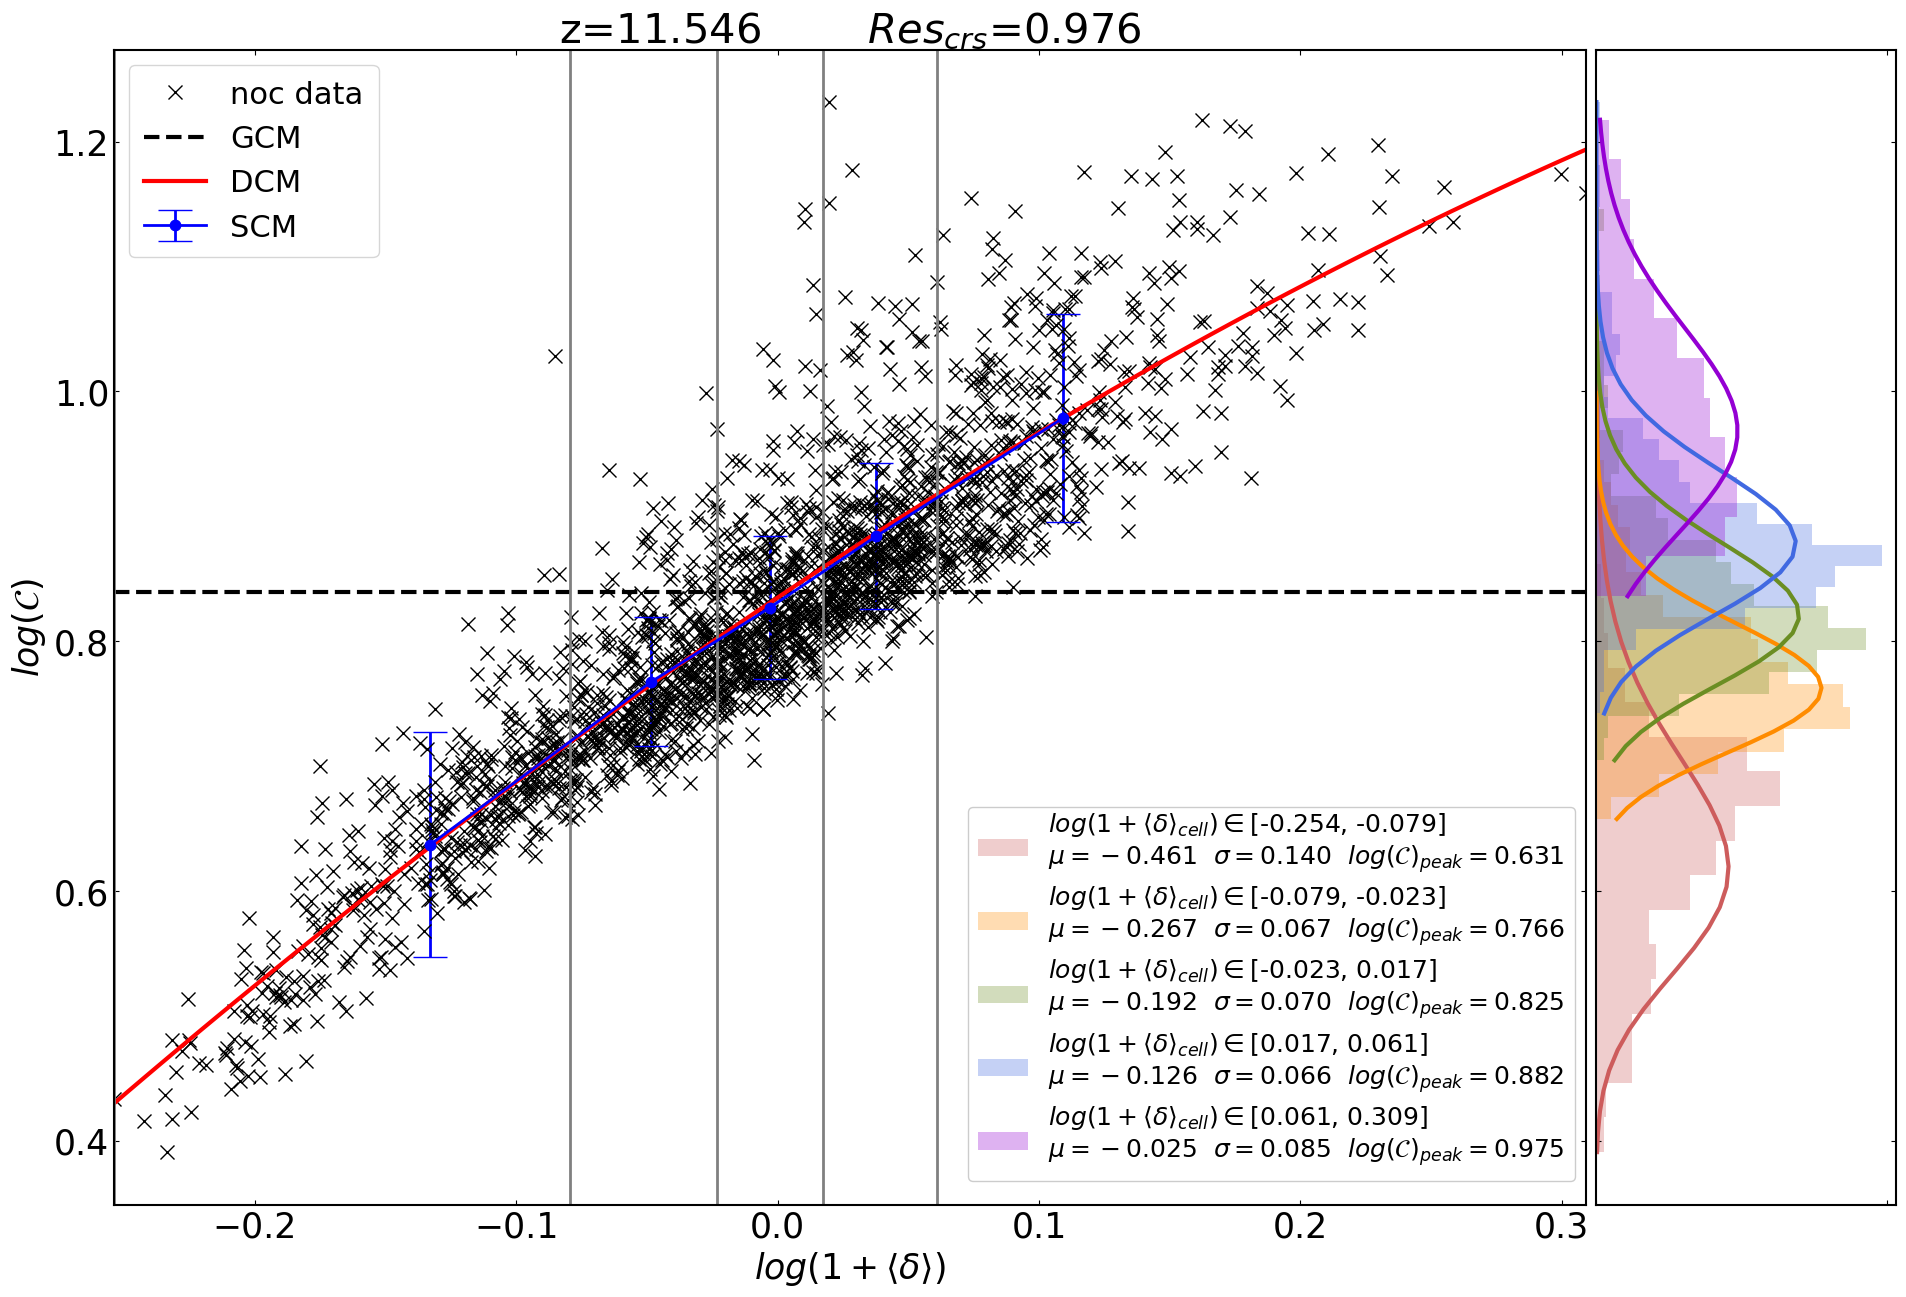 z=11.546 Res_crs=0.976
noc data
GCM
DCM
SCM
1.2
1.0
0.8
0.6
0.4
log(𝒞)
log(1 + ⟨δ⟩_cell) ∈ [-0.254, -0.079]
μ = −0.461 σ = 0.140 log(𝒞)_peak = 0.631
log(1 + ⟨δ⟩_cell) ∈ [-0.079, -0.023]
μ = −0.267 σ = 0.067 log(𝒞)_peak = 0.766
log(1 + ⟨δ⟩_cell) ∈ [-0.023, 0.017]
μ = −0.192 σ = 0.070 log(𝒞)_peak = 0.825
log(1 + ⟨δ⟩_cell) ∈ [0.017, 0.061]
μ = −0.126 σ = 0.066 log(𝒞)_peak = 0.882
log(1 + ⟨δ⟩_cell) ∈ [0.061, 0.309]
μ = −0.025 σ = 0.085 log(𝒞)_peak = 0.975
−0.2 −0.1 0.0 0.1 0.2 0.3
log(1 + ⟨δ⟩)